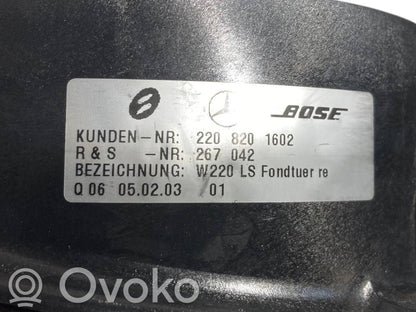 BOSE
KUNDEN-NR: 220 820 1602
R & S -NR: 267 042
BEZEICHNUNG: W220 LS Fondtuer re
Q 06 05.02.03 / 01
Ovoko